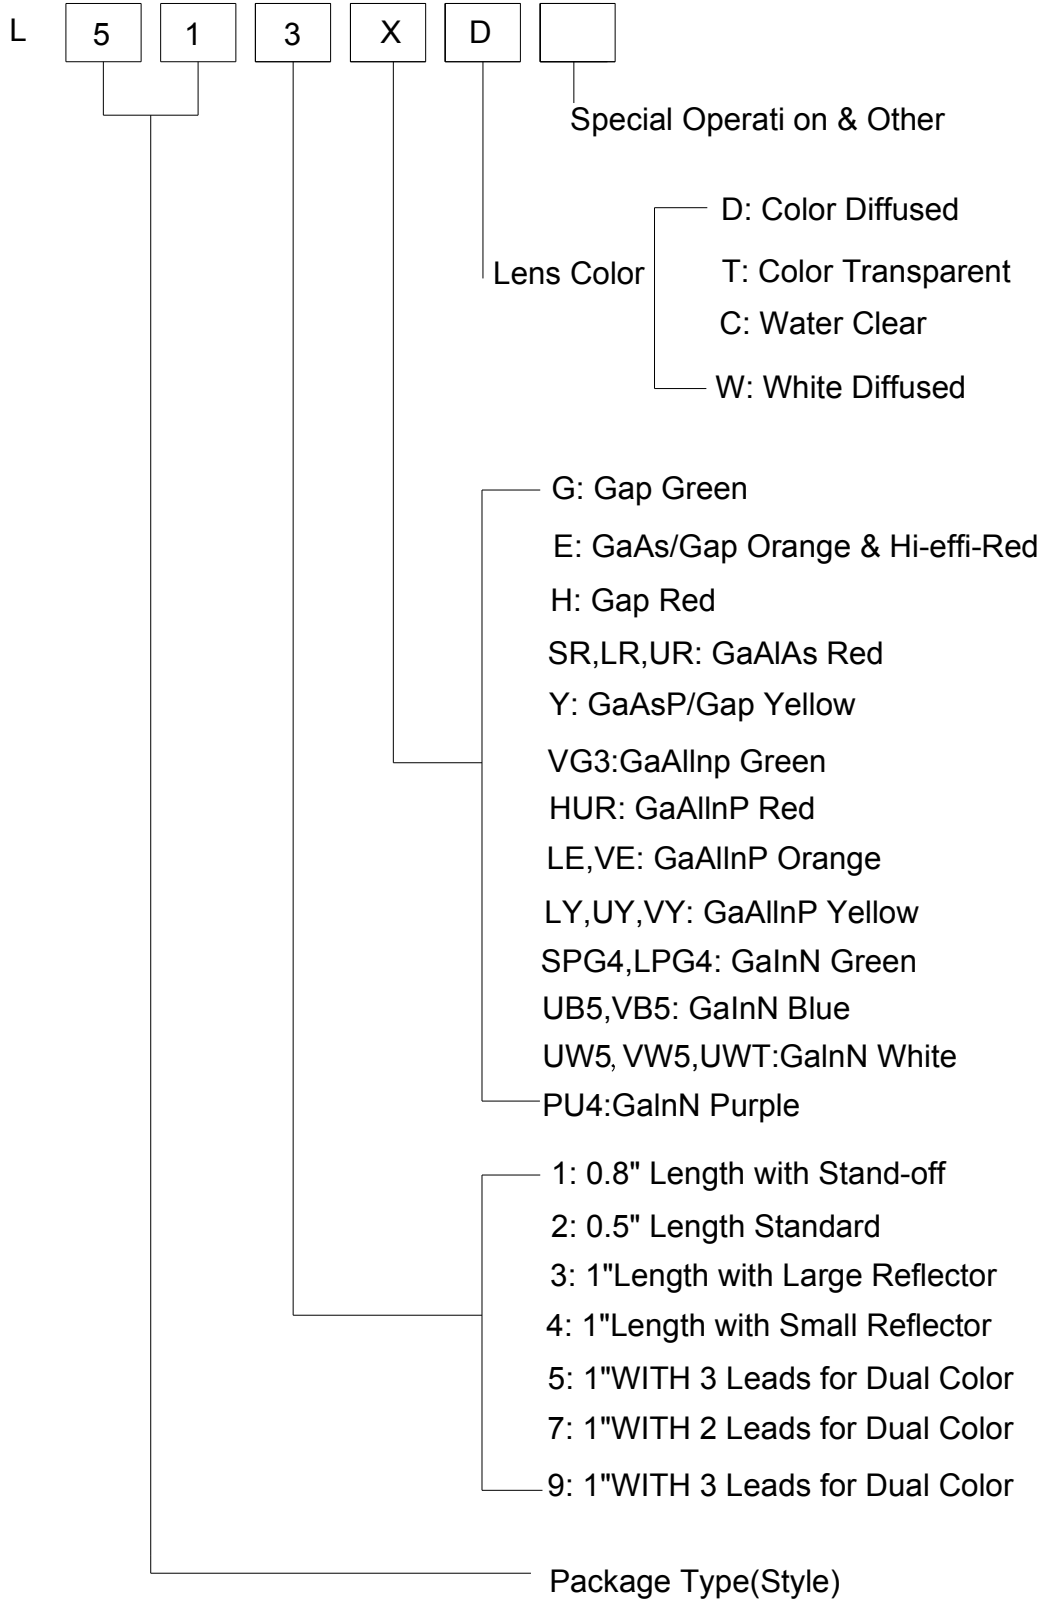 L 5 1 3 X D
Special Operati on & Other
D: Color Diffused
Lens Color
T: Color Transparent
C: Water Clear
W: White Diffused
G: Gap Green
E: GaAs/Gap Orange & Hi-effi-Red
H: Gap Red
SR,LR,UR: GaAlAs Red
Y: GaAsP/Gap Yellow
VG3:GaAllnp Green
HUR: GaAllnP Red
LE,VE: GaAllnP Orange
LY,UY,VY: GaAllnP Yellow
SPG4,LPG4: GaInN Green
UB5,VB5: GaInN Blue
UW5, VW5,UWT:GaInN White
PU4:GaInN Purple
1: 0.8" Length with Stand-off
2: 0.5" Length Standard
3: 1"Length with Large Reflector
4: 1"Length with Small Reflector
5: 1"WITH 3 Leads for Dual Color
7: 1"WITH 2 Leads for Dual Color
9: 1"WITH 3 Leads for Dual Color
Package Type(Style)